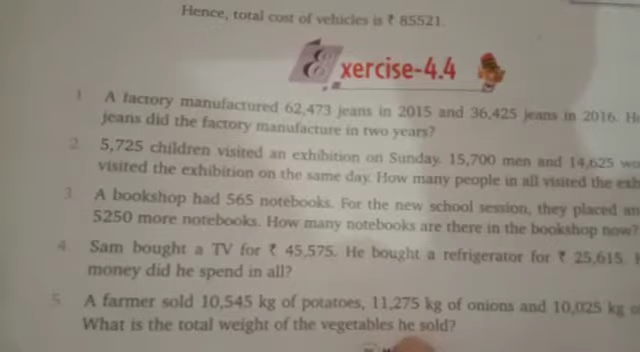 Hence, total cost of vehicles is ₹ 85521.
Exercise-4.4
1. A factory manufactured 62,473 jeans in 2015 and 36,425 jeans in 2016.
jeans did the factory manufacture in two years?
2. 5,725 children visited an exhibition on Sunday. 15,700 men and 14,625
visited the exhibition on the same day. How many people in all visited the
3. A bookshop had 565 notebooks. For the new school session, they placed
5250 more notebooks. How many notebooks are there in the bookshop now?
4. Sam bought a TV for ₹ 45,575. He bought a refrigerator for ₹ 25,615.
money did he spend in all?
5. A farmer sold 10,545 kg of potatoes, 11,275 kg of onions and 10,025 kg
What is the total weight of the vegetables he sold?